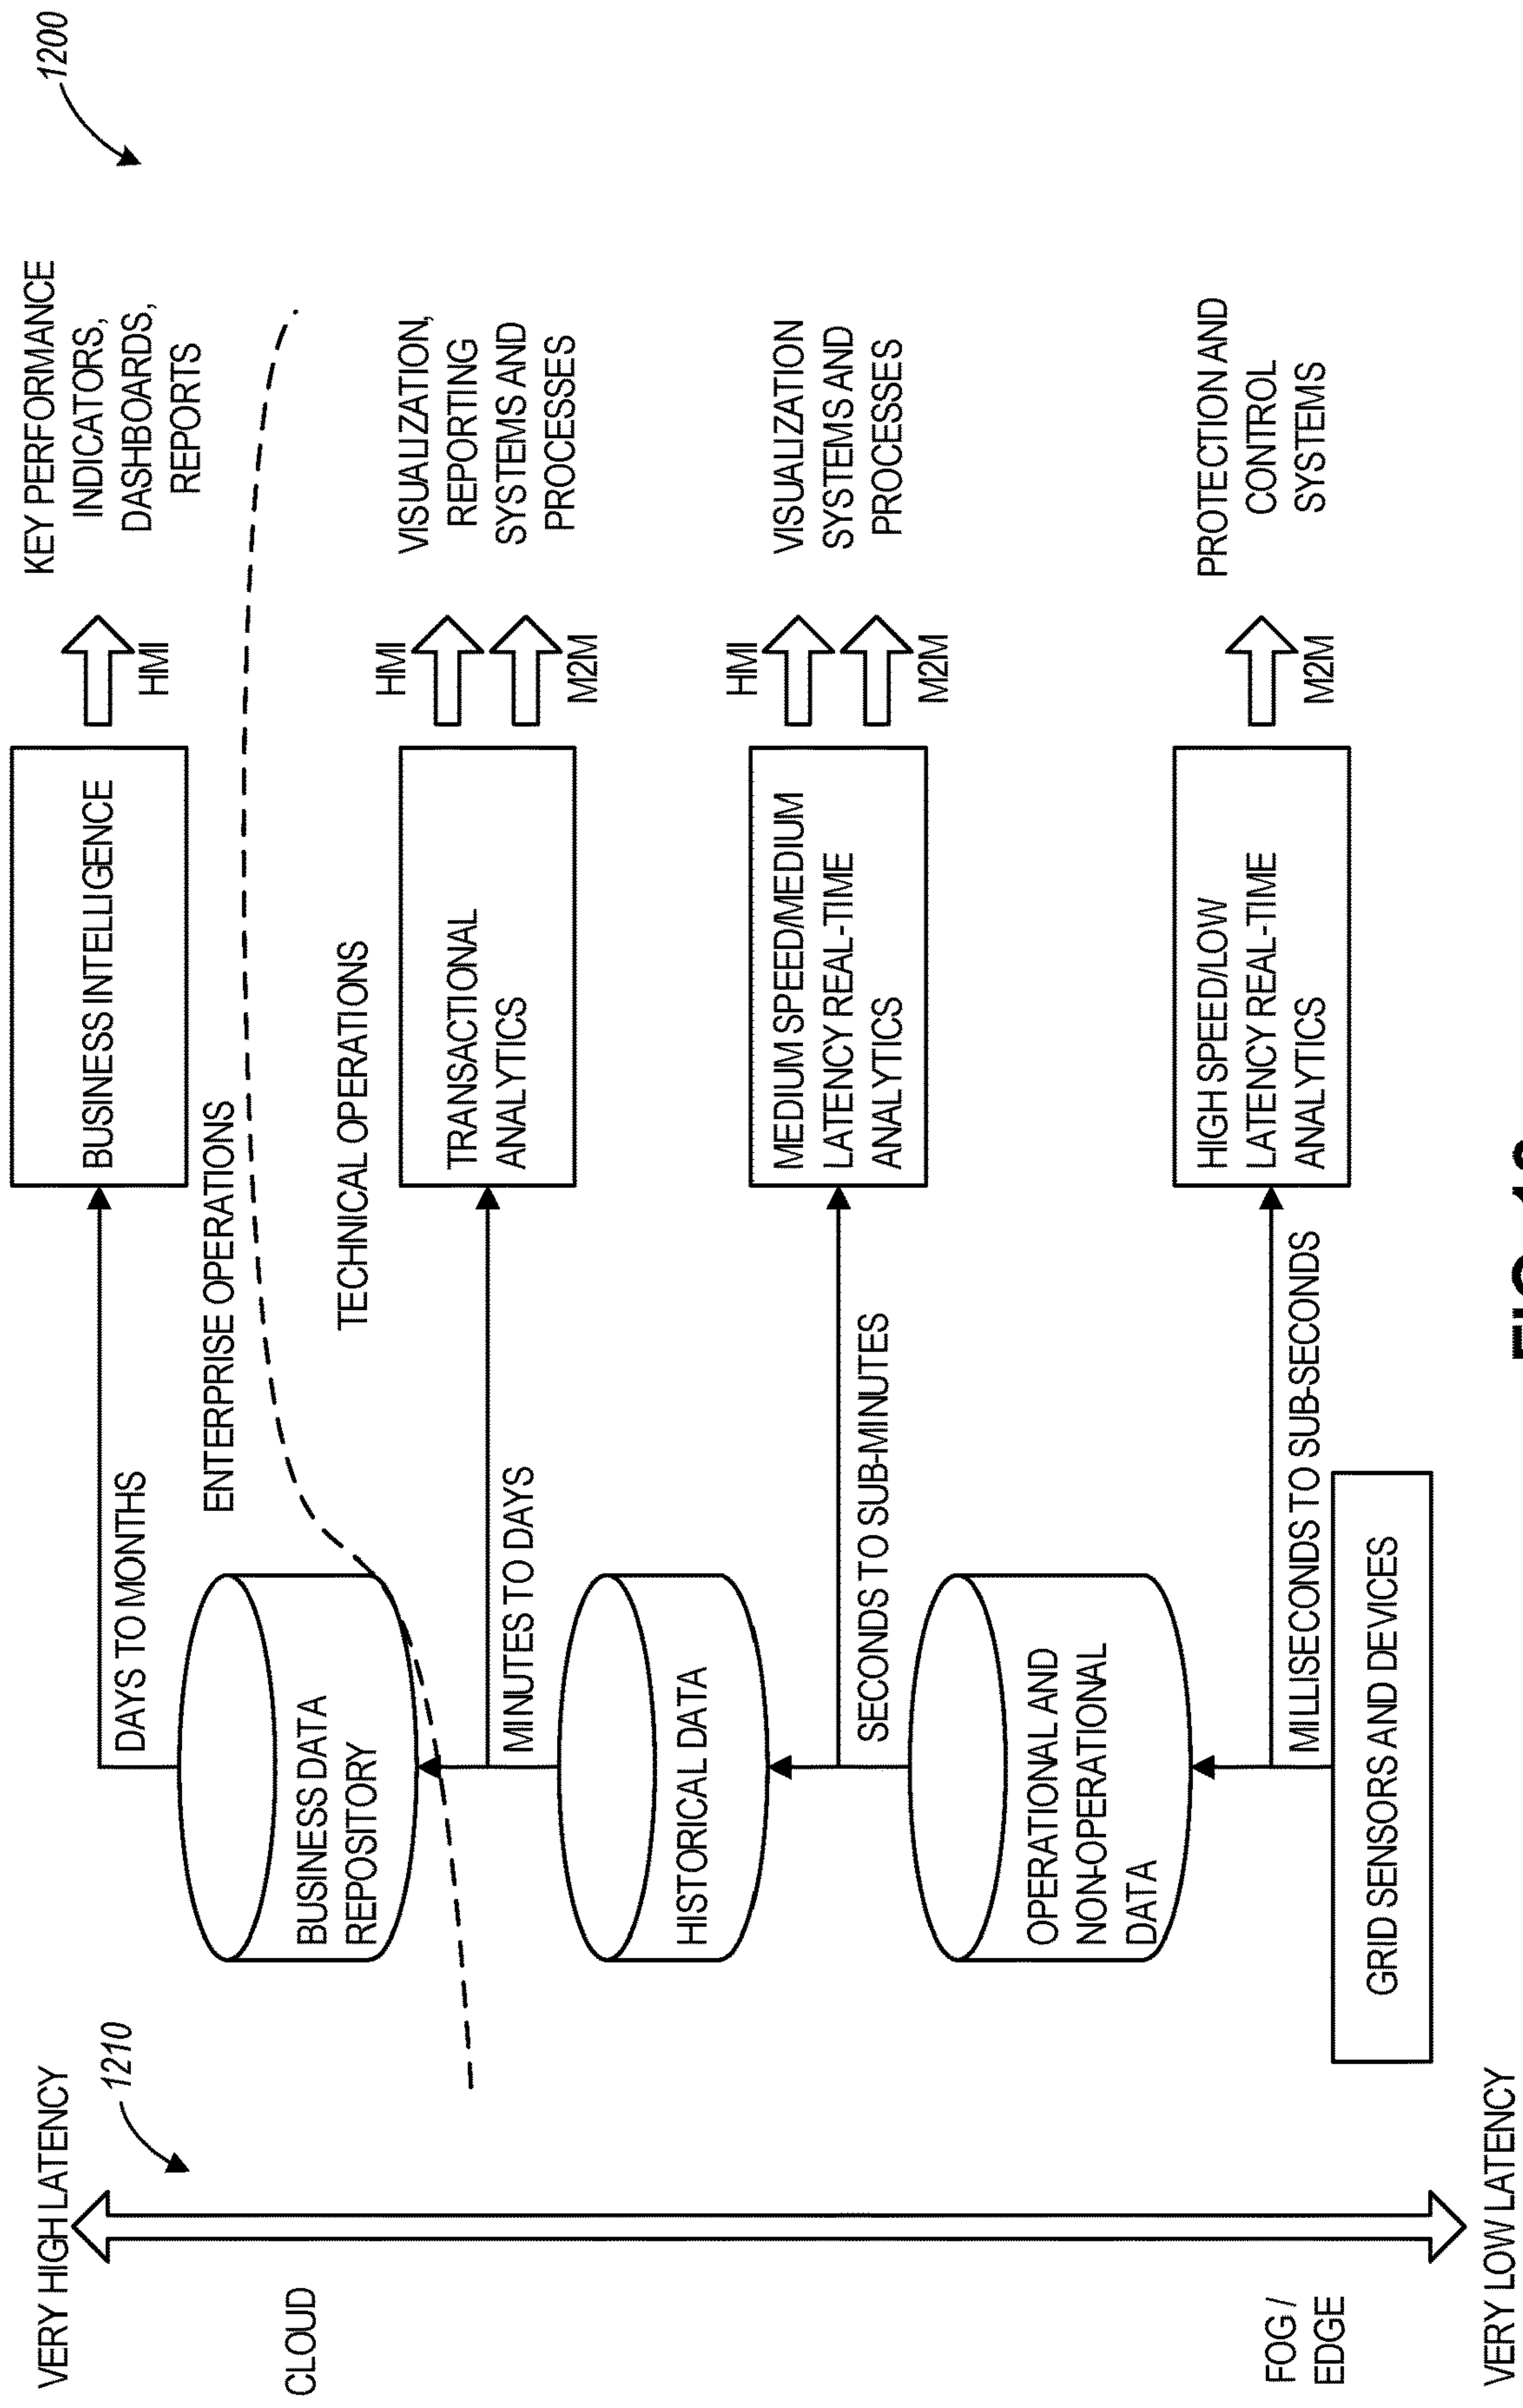 1200
VERY HIGH LATENCY
1210
CLOUD
FOG /
EDGE
VERY LOW LATENCY
DAYS TO MONTHS
BUSINESS INTELLIGENCE
HMI
KEY PERFORMANCE
INDICATORS,
DASHBOARDS,
REPORTS
BUSINESS DATA
REPOSITORY
ENTERPRISE OPERATIONS
TECHNICAL OPERATIONS
MINUTES TO DAYS
TRANSACTIONAL
ANALYTICS
HMI
M2M
VISUALIZATION,
REPORTING
SYSTEMS AND
PROCESSES
HISTORICAL DATA
SECONDS TO SUB-MINUTES
MEDIUM SPEED/MEDIUM
LATENCY REAL-TIME
ANALYTICS
HMI
M2M
VISUALIZATION
SYSTEMS AND
PROCESSES
OPERATIONAL AND
NON-OPERATIONAL
DATA
MILLISECONDS TO SUB-SECONDS
HIGH SPEED/LOW
LATENCY REAL-TIME
ANALYTICS
M2M
PROTECTION AND
CONTROL
SYSTEMS
GRID SENSORS AND DEVICES